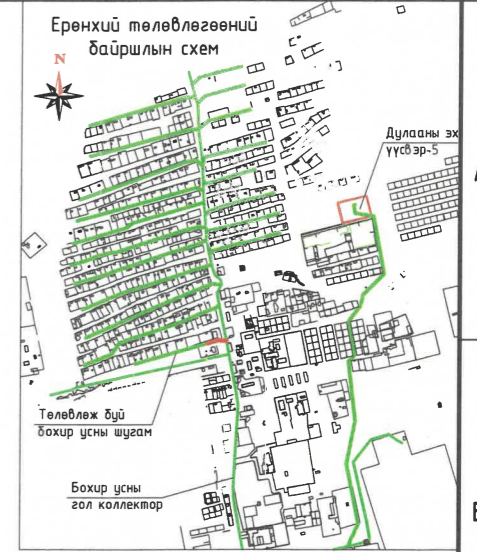 Ерөнхий төлөвлөгөөний
байршлын схем
N
Дулааны эх
үүсвэр-5
Төлөвлөж буй
бохир усны шугам
Бохир усны
гол коллектор